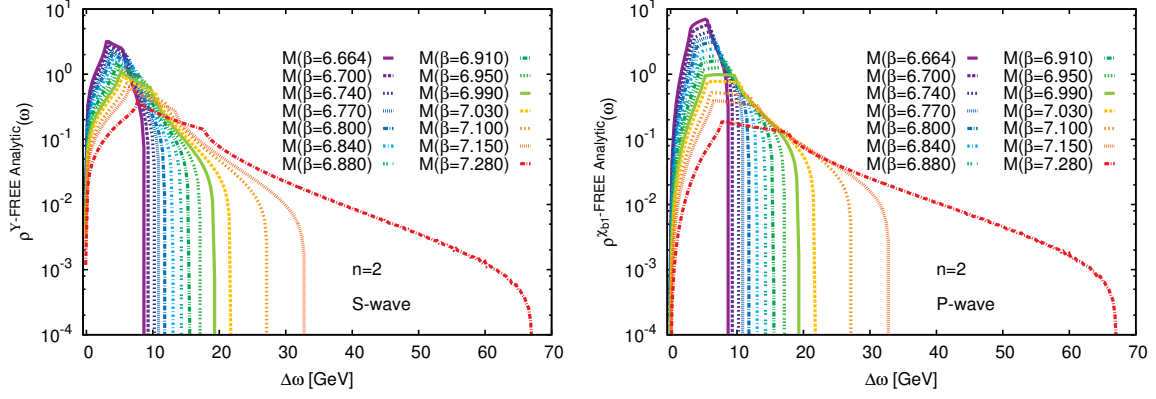 10^1
10^0
10^-1
10^-2
10^-3
10^-4
ρ^Υ-FREE Analytic(ω)
M(β=6.664) M(β=6.910)
M(β=6.700) M(β=6.950)
M(β=6.740) M(β=6.990)
M(β=6.770) M(β=7.030)
M(β=6.800) M(β=7.100)
M(β=6.840) M(β=7.150)
M(β=6.880) M(β=7.280)
n=2
S-wave
0 10 20 30 40 50 60 70
Δω [GeV]
10^1
10^0
10^-1
10^-2
10^-3
10^-4
ρ^χ_b1-FREE Analytic(ω)
M(β=6.664) M(β=6.910)
M(β=6.700) M(β=6.950)
M(β=6.740) M(β=6.990)
M(β=6.770) M(β=7.030)
M(β=6.800) M(β=7.100)
M(β=6.840) M(β=7.150)
M(β=6.880) M(β=7.280)
n=2
P-wave
0 10 20 30 40 50 60 70
Δω [GeV]